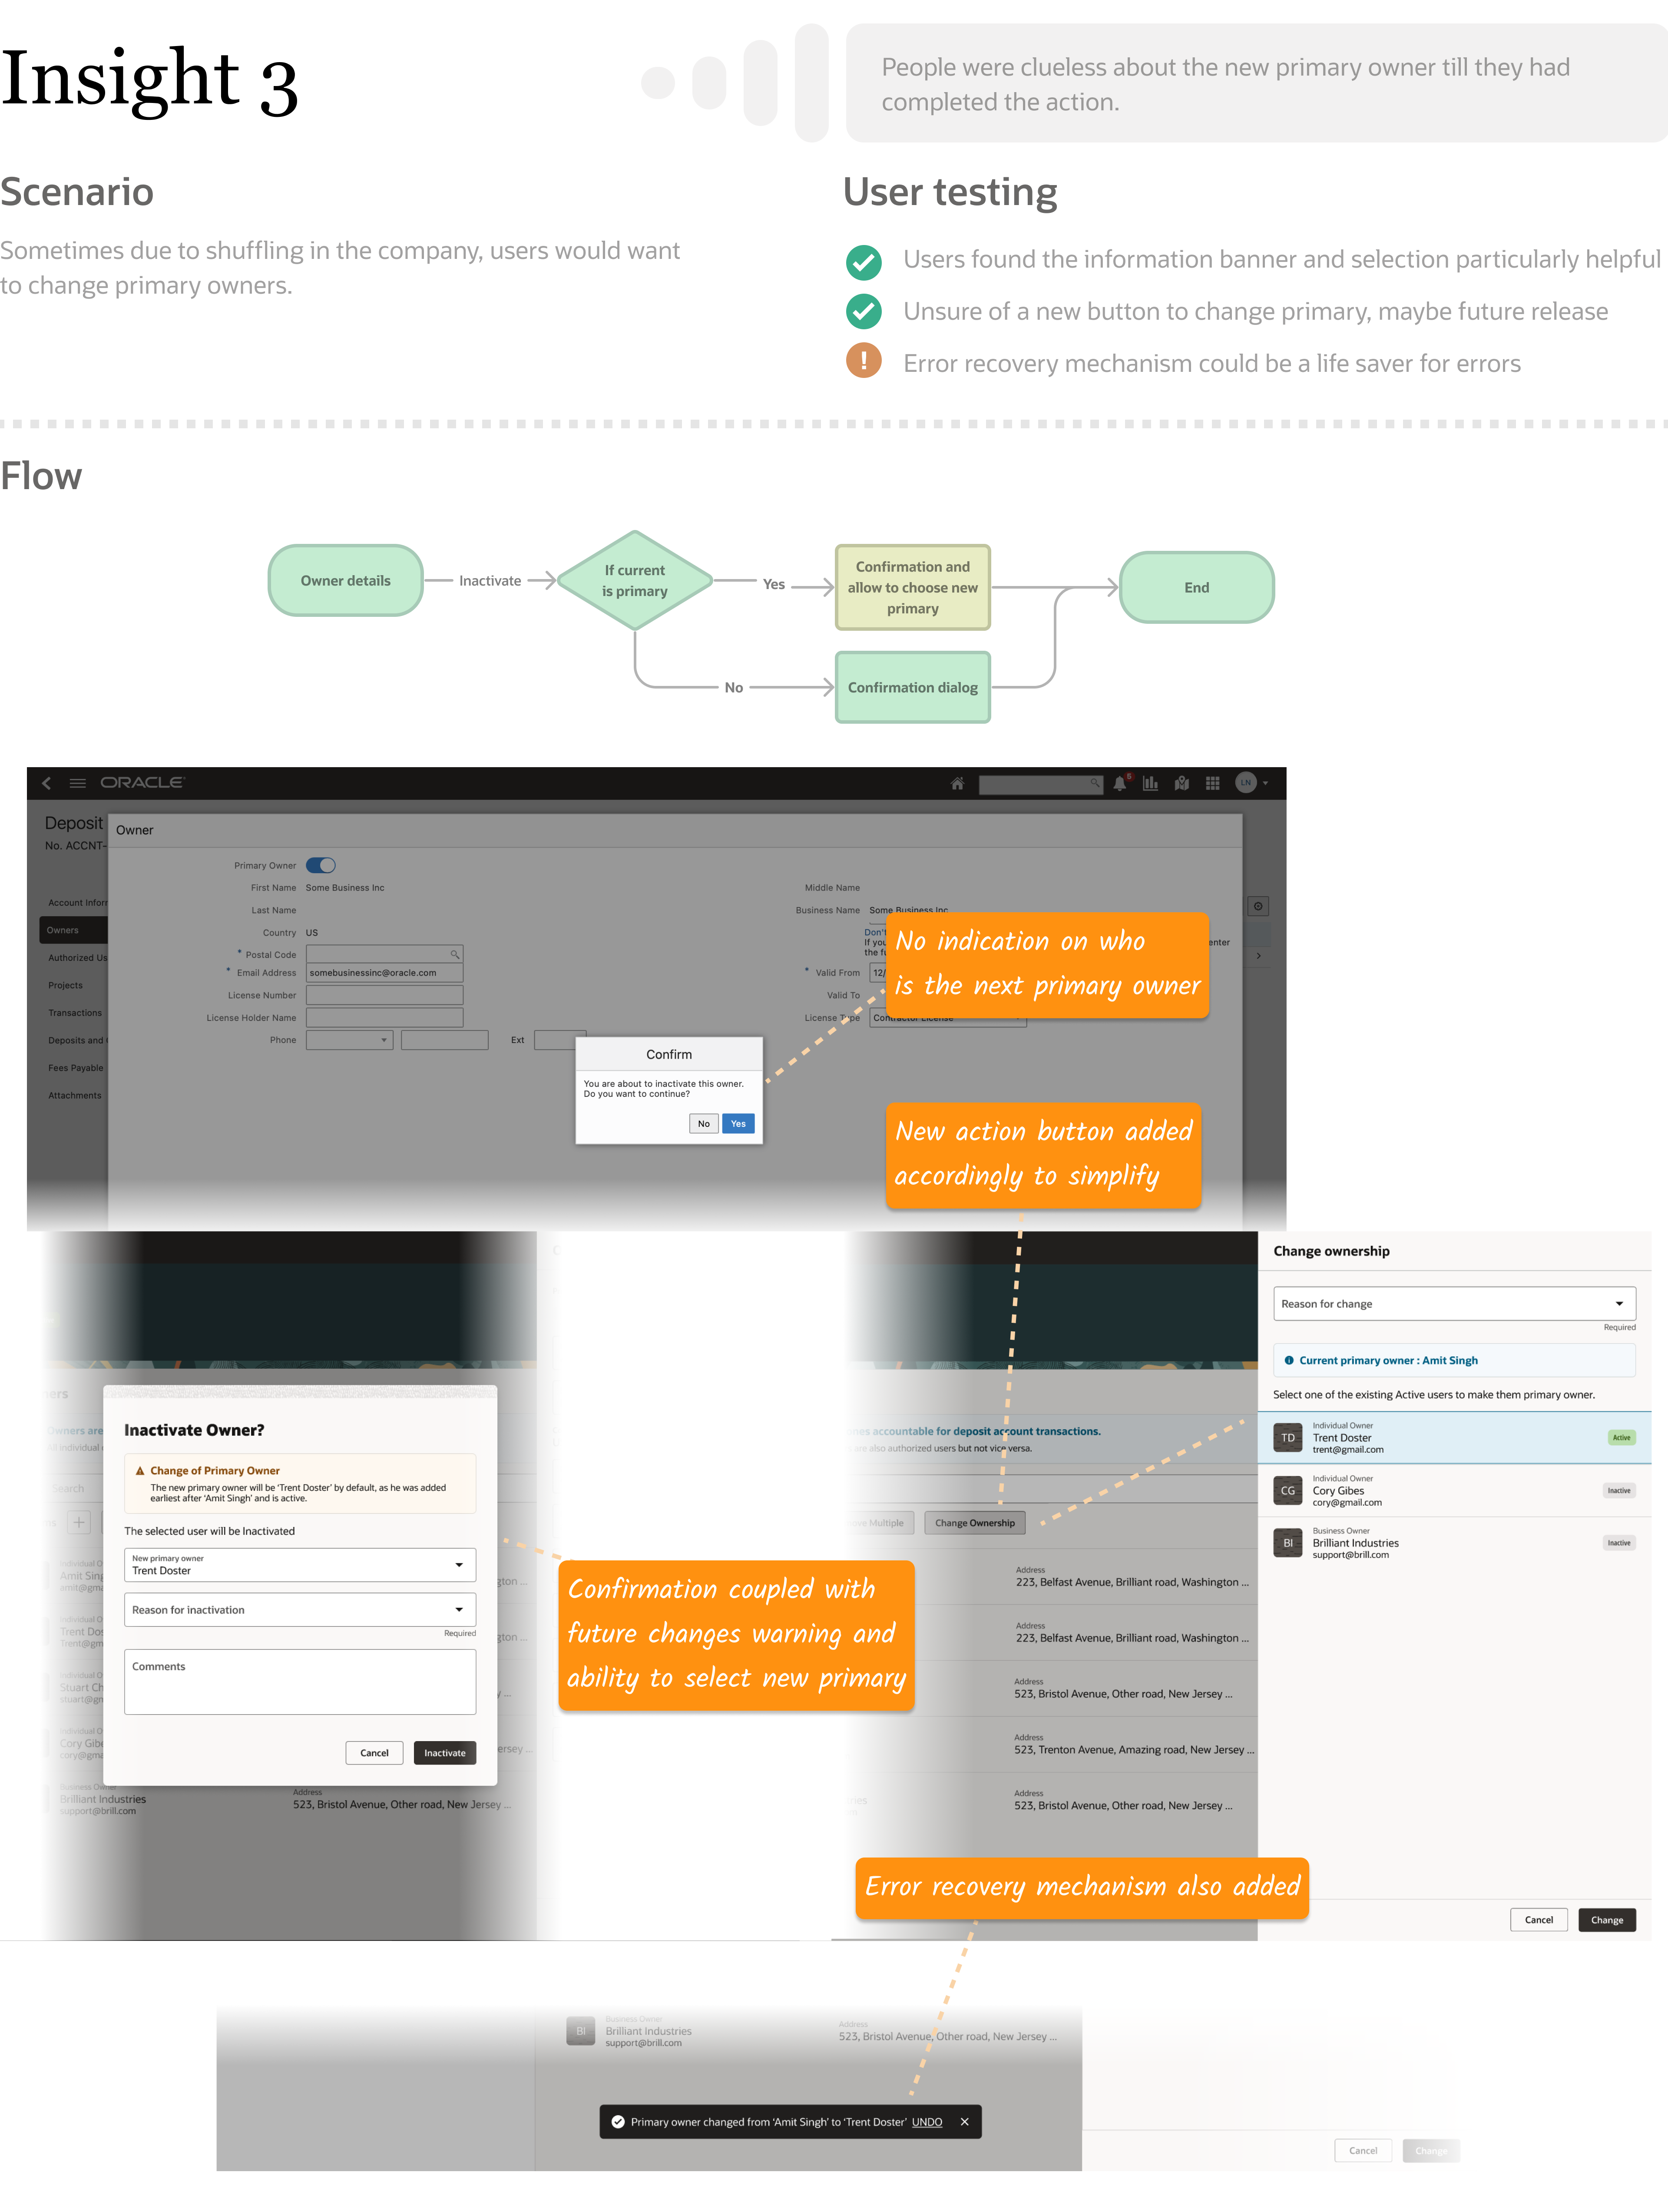 Insight 3
People were clueless about the new primary owner till they had
completed the action.
Scenario
Sometimes due to shuffling in the company, users would want
to change primary owners.
User testing
Users found the information banner and selection particularly helpful
Unsure of a new button to change primary, maybe future release
Error recovery mechanism could be a life saver for errors
Flow
Owner details
Inactivate
If current
is primary
Yes
Confirmation and
allow to choose new
primary
End
No
Confirmation dialog
ORACLE
5
LN
Deposit
No. ACCNT-
Owner
Primary Owner
First Name Some Business Inc
Middle Name
Last Name
Business Name Some Business Inc
Country US
Don't
If you
enter
the fu
* Postal Code
* Email Address somebusinessinc@oracle.com
* Valid From 12/
License Number
Valid To
License Holder Name
License Type Contractor License
Phone
Ext
Account Inform
Owners
Authorized Us
Projects
Transactions
Deposits and
Fees Payable
Attachments
Confirm
You are about to inactivate this owner.
Do you want to continue?
No
Yes
No indication on who
is the next primary owner
New action button added
accordingly to simplify
ers
Owners are
All individual
Search
Inactivate Owner?
Change of Primary Owner
The new primary owner will be 'Trent Doster' by default, as he was added
earliest after 'Amit Singh' and is active.
The selected user will be Inactivated
New primary owner
Trent Doster
Reason for inactivation
Required
Comments
Cancel
Inactivate
Individual O
Amit Sing
amit@gma
gton ...
Individual O
Trent Dos
Trent@gm
gton ...
Individual O
Stuart Ch
stuart@gm
y ...
Individual O
Cory Gibe
cory@gma
ersey ...
Business Owner
Brilliant Industries
support@brill.com
Address
523, Bristol Avenue, Other road, New Jersey ...
Confirmation coupled with
future changes warning and
ability to select new primary
mes accountable for deposit account transactions.
are also authorized users but not vice versa.
ove Multiple
Change Ownership
Address
223, Belfast Avenue, Brilliant road, Washington ...
Address
223, Belfast Avenue, Brilliant road, Washington ...
Address
523, Bristol Avenue, Other road, New Jersey ...
Address
523, Trenton Avenue, Amazing road, New Jersey ...
Address
523, Bristol Avenue, Other road, New Jersey ...
Change ownership
Reason for change
Required
Current primary owner : Amit Singh
Select one of the existing Active users to make them primary owner.
TD
Individual Owner
Trent Doster
trent@gmail.com
Active
CG
Individual Owner
Cory Gibes
cory@gmail.com
Inactive
BI
Business Owner
Brilliant Industries
support@brill.com
Inactive
Cancel
Change
Error recovery mechanism also added
BI
Business Owner
Brilliant Industries
support@brill.com
Address
523, Bristol Avenue, Other road, New Jersey ...
Primary owner changed from 'Amit Singh' to 'Trent Doster' UNDO
Cancel
Change